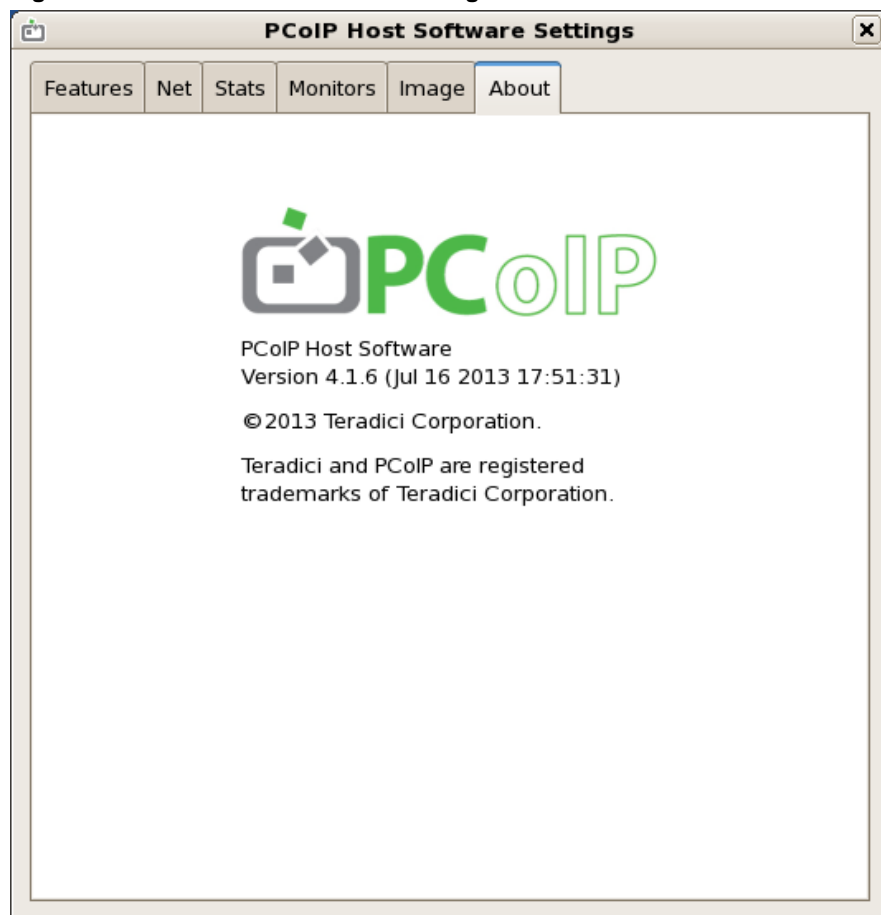 PCoIP Host Software Settings
Features Net Stats Monitors Image About
PCoIP
PCoIP Host Software
Version 4.1.6 (Jul 16 2013 17:51:31)
©2013 Teradici Corporation.
Teradici and PCoIP are registered
trademarks of Teradici Corporation.